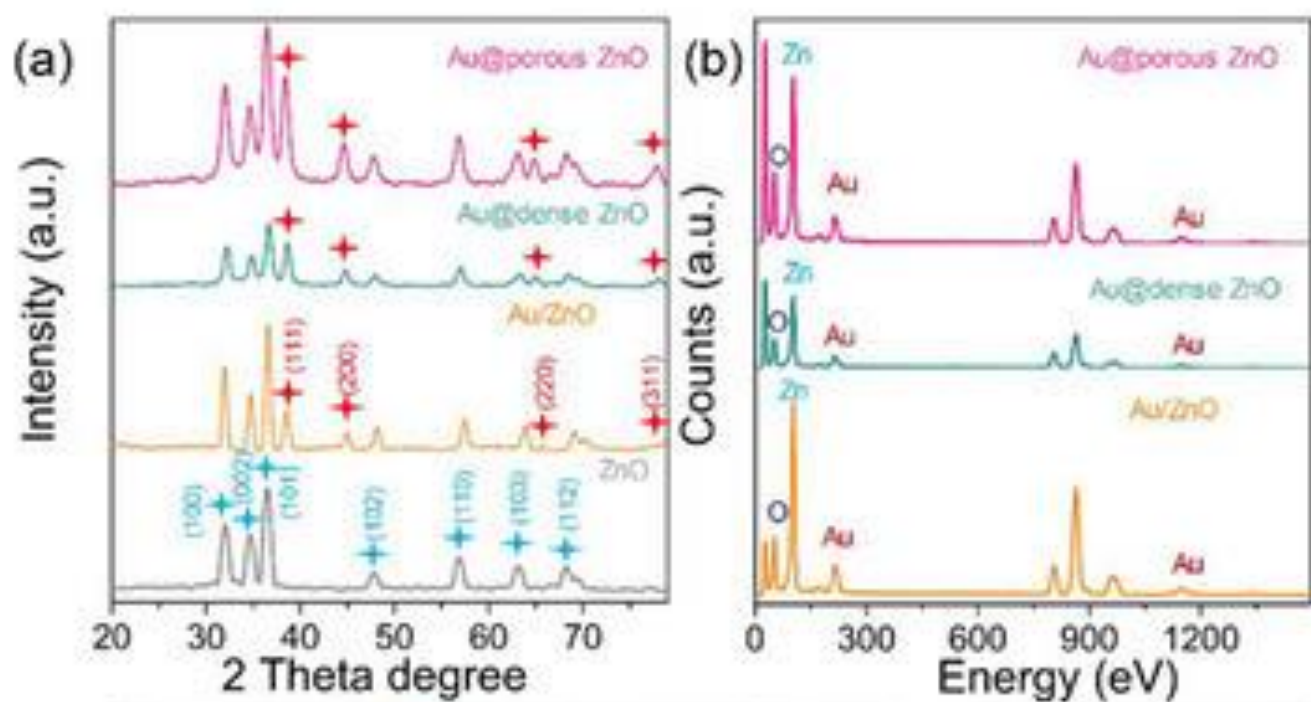 (a)
Au@porous ZnO
Au@dense ZnO
Au/ZnO
(111)
(200)
(220)
(311)
ZnO
(100)
(002)
(101)
(102)
(110)
(103)
(112)
Intensity (a.u.)
20 30 40 50 60 70
2 Theta degree
(b)
Zn
Au@porous ZnO
O
Au
Au
Zn
Au@dense ZnO
O
Au
Au
Zn
Au/ZnO
O
Au
Au
Counts (a.u.)
0 300 600 900 1200
Energy (eV)